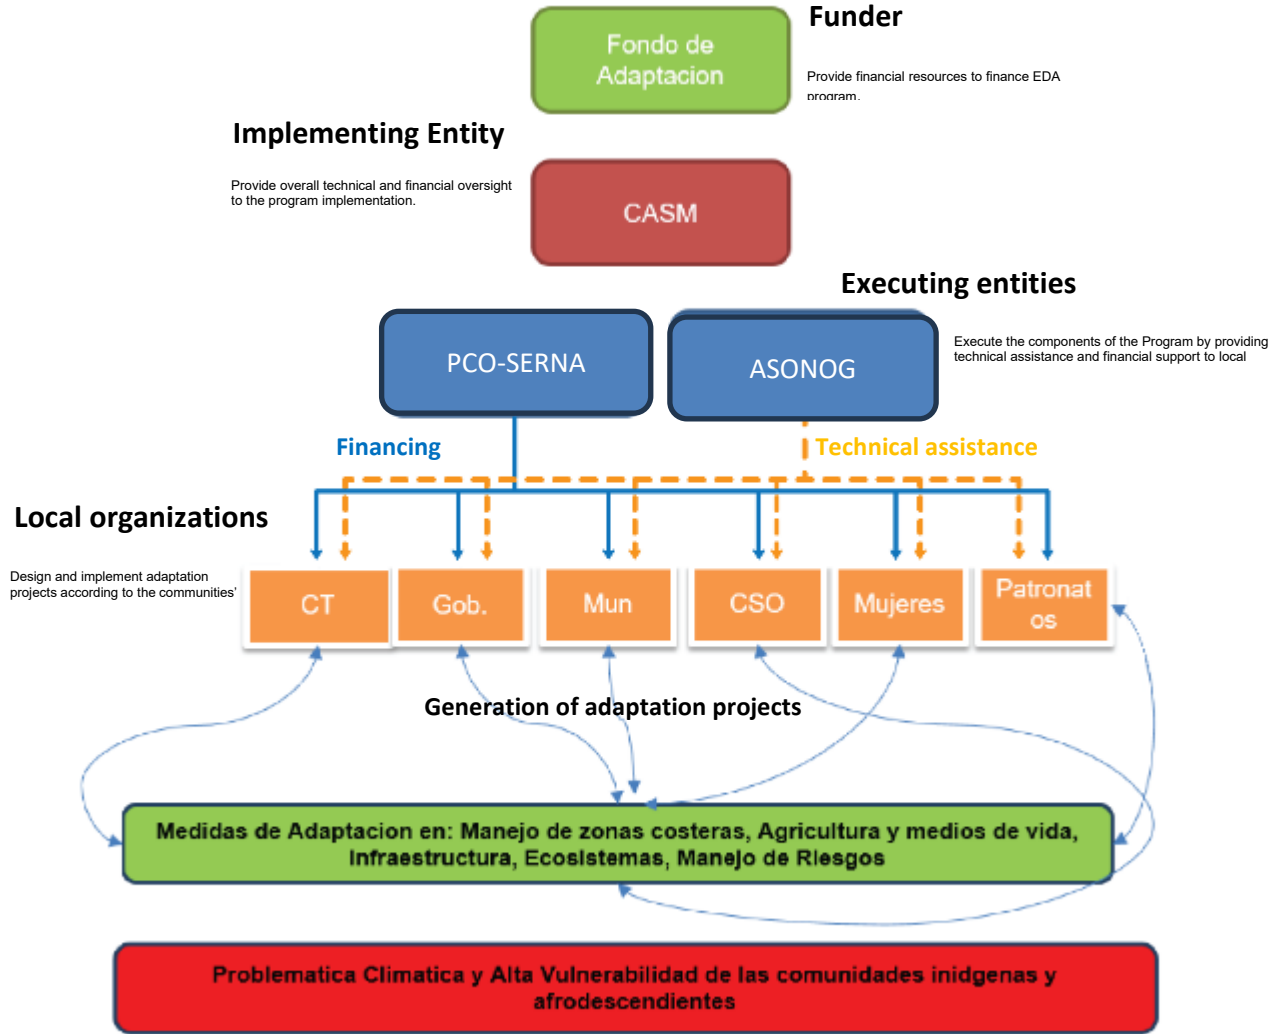 Funder
Fondo de
Adaptacion
Provide financial resources to finance EDA
program.
Implementing Entity
Provide overall technical and financial oversight
to the program implementation.
CASM
Executing entities
PCO-SERNA
ASONOG
Execute the components of the Program by providing
technical assistance and financial support to local
Financing
Technical assistance
Local organizations
Design and implement adaptation
projects according to the communities'
CT
Gob.
Mun
CSO
Mujeres
Patronat
os
Generation of adaptation projects
Medidas de Adaptacion en: Manejo de zonas costeras, Agricultura y medios de vida,
Infraestructura, Ecosistemas, Manejo de Riesgos
Problematica Climatica y Alta Vulnerabilidad de las comunidades inidgenas y
afrodescendientes